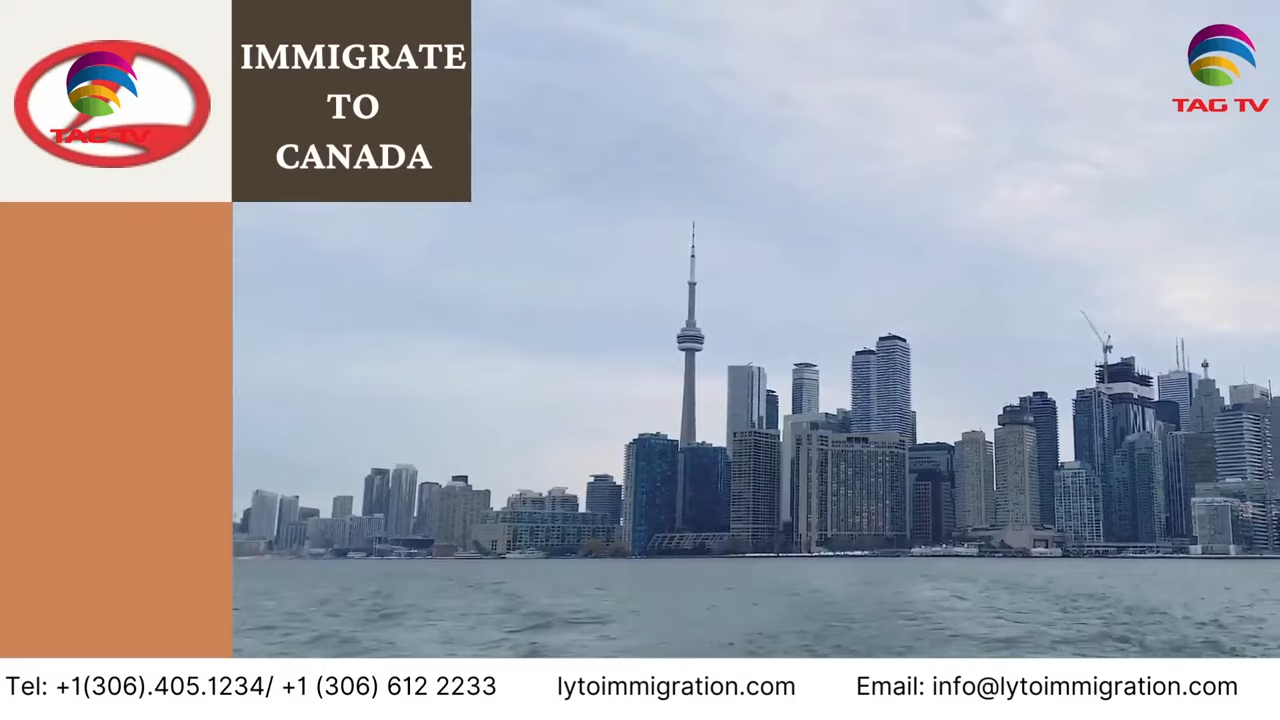 TAG TV
IMMIGRATE
TO
CANADA
TAG TV
Tel: +1(306).405.1234/ +1 (306) 612 2233
lytoimmigration.com
Email: info@lytoimmigration.com